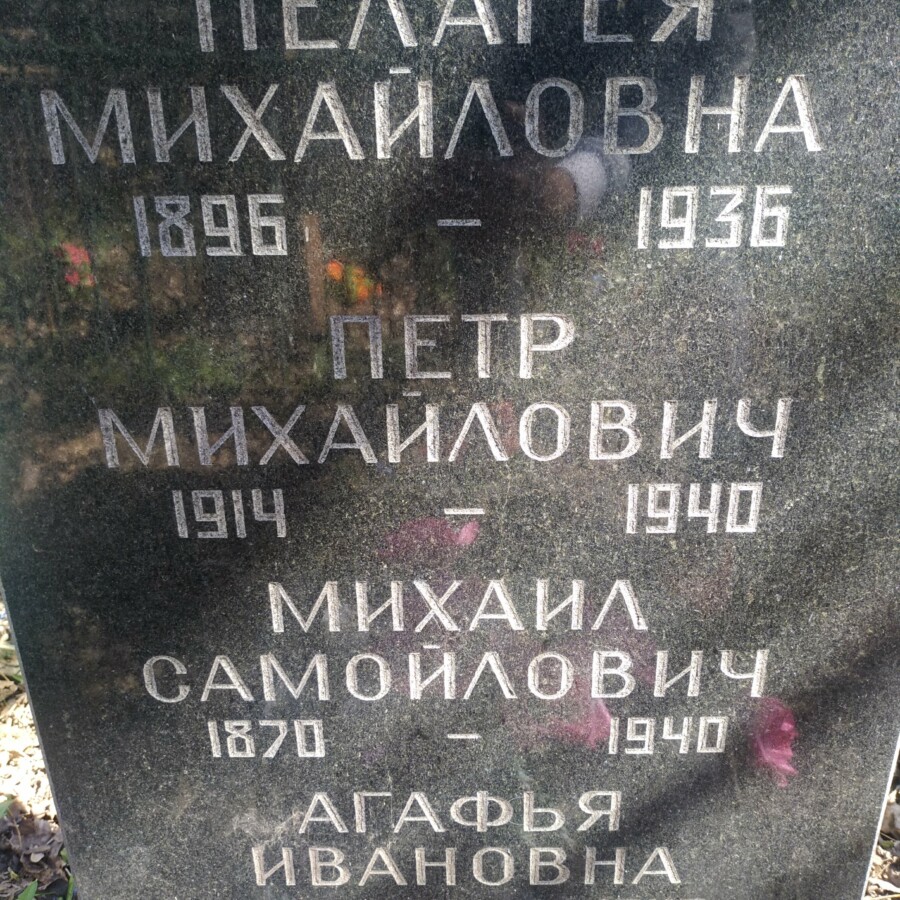 ПЕЛАГЕЯ
МИХАЙЛОВНА
1896 – 1936
ПЕТР
МИХАЙЛОВИЧ
1914 – 1940
МИХАИЛ
САМОЙЛОВИЧ
1870 – 1940
АГАФЬЯ
ИВАНОВНА